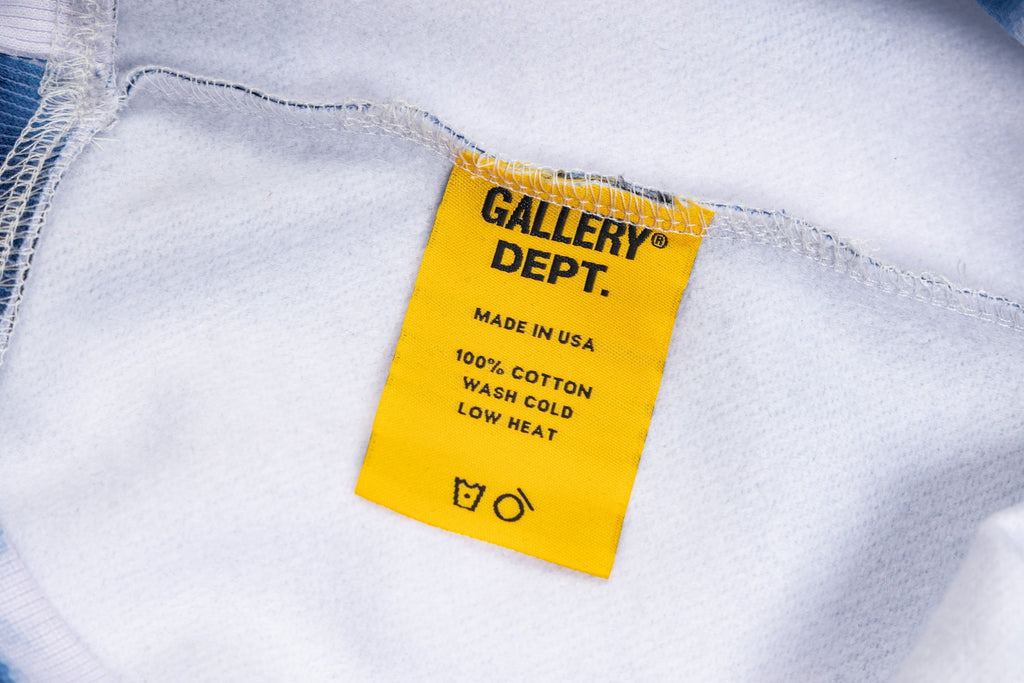 GALLERY®
DEPT.
MADE IN USA
100% COTTON
WASH COLD
LOW HEAT